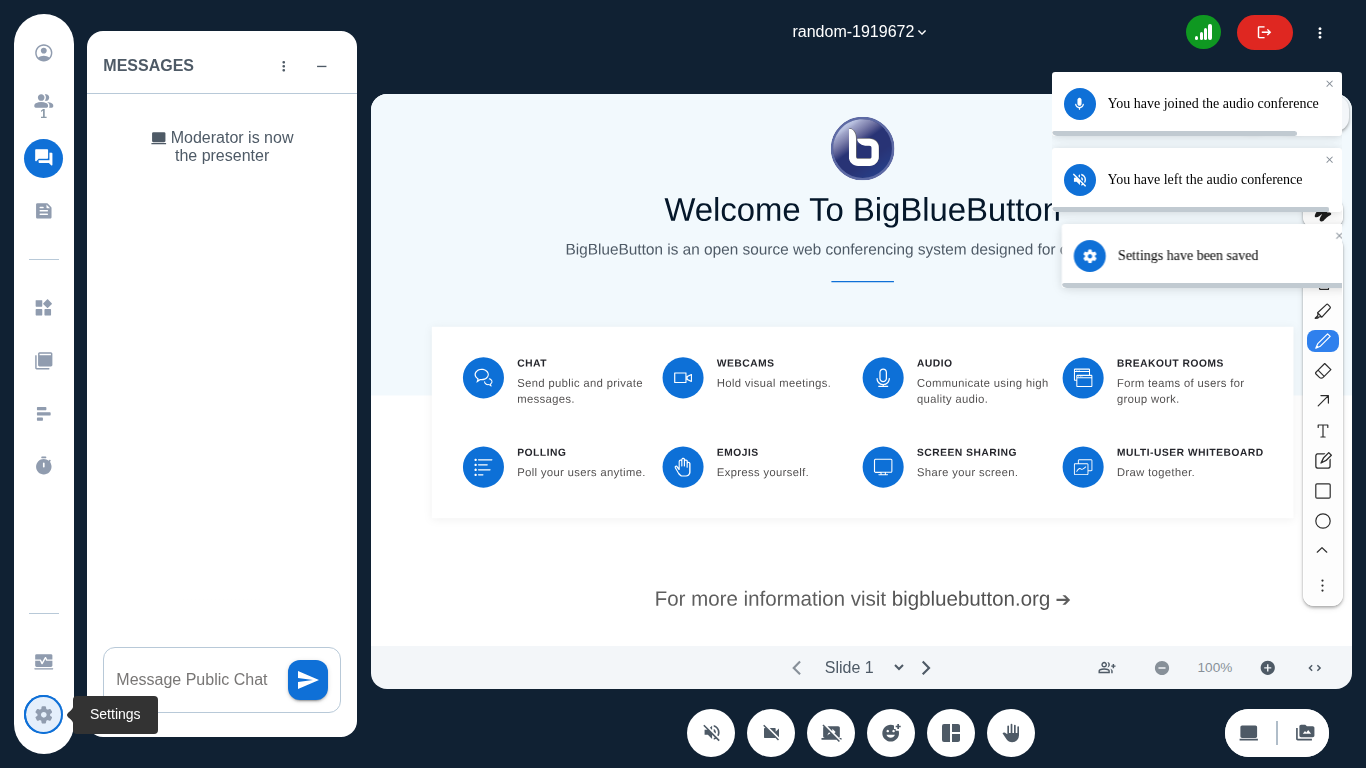 random-1919672
MESSAGES
1
Moderator is now
the presenter
You have joined the audio conference
You have left the audio conference
Settings have been saved
Welcome To BigBlueButton
BigBlueButton is an open source web conferencing system designed for
CHAT
Send public and private
messages.
WEBCAMS
Hold visual meetings.
AUDIO
Communicate using high
quality audio.
BREAKOUT ROOMS
Form teams of users for
group work.
POLLING
Poll your users anytime.
EMOJIS
Express yourself.
SCREEN SHARING
Share your screen.
MULTI-USER WHITEBOARD
Draw together.
For more information visit bigbluebutton.org ➔
Slide 1
100%
Message Public Chat
Settings